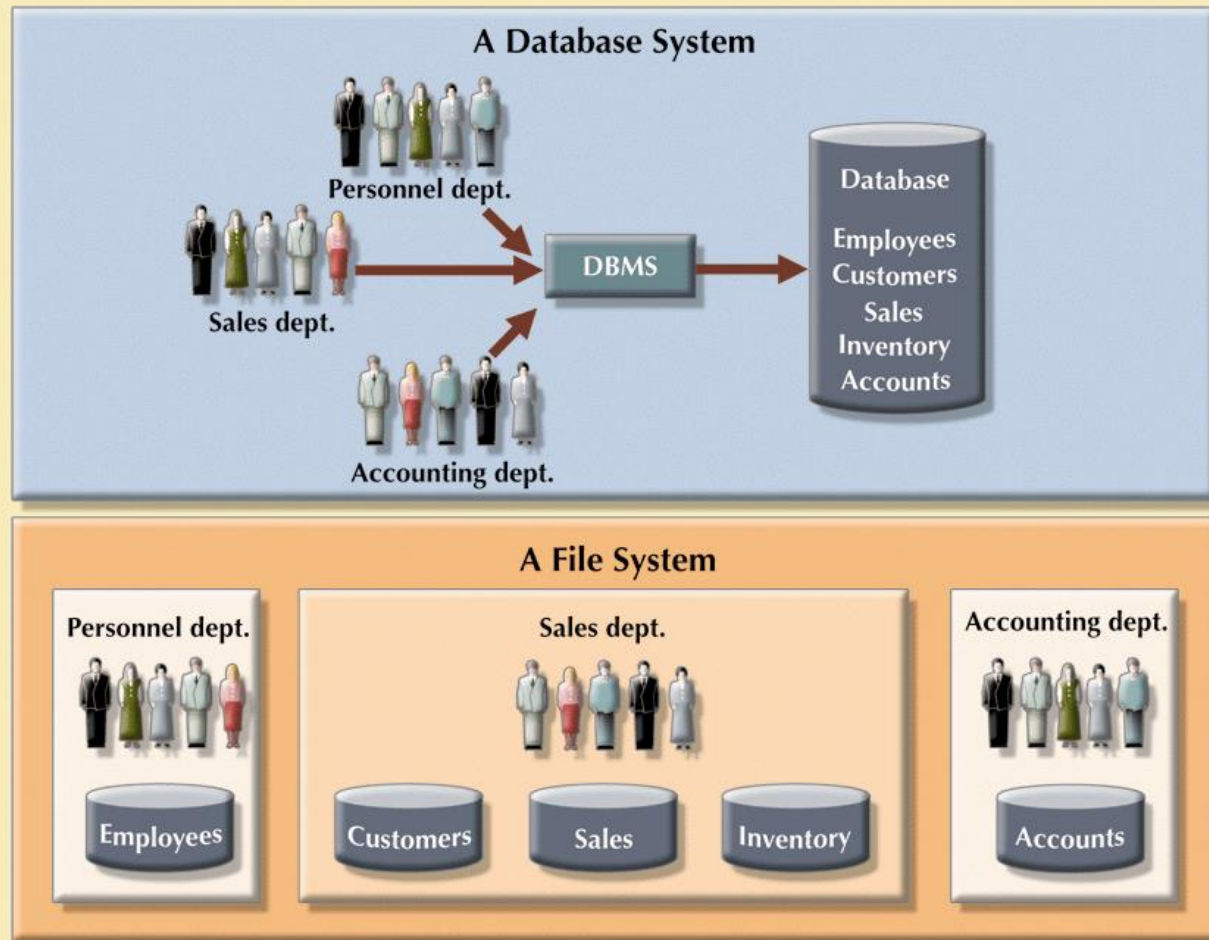 A Database System
Personnel dept.
Sales dept.
Accounting dept.
DBMS
Database
Employees
Customers
Sales
Inventory
Accounts
A File System
Personnel dept.
Employees
Sales dept.
Customers
Sales
Inventory
Accounting dept.
Accounts